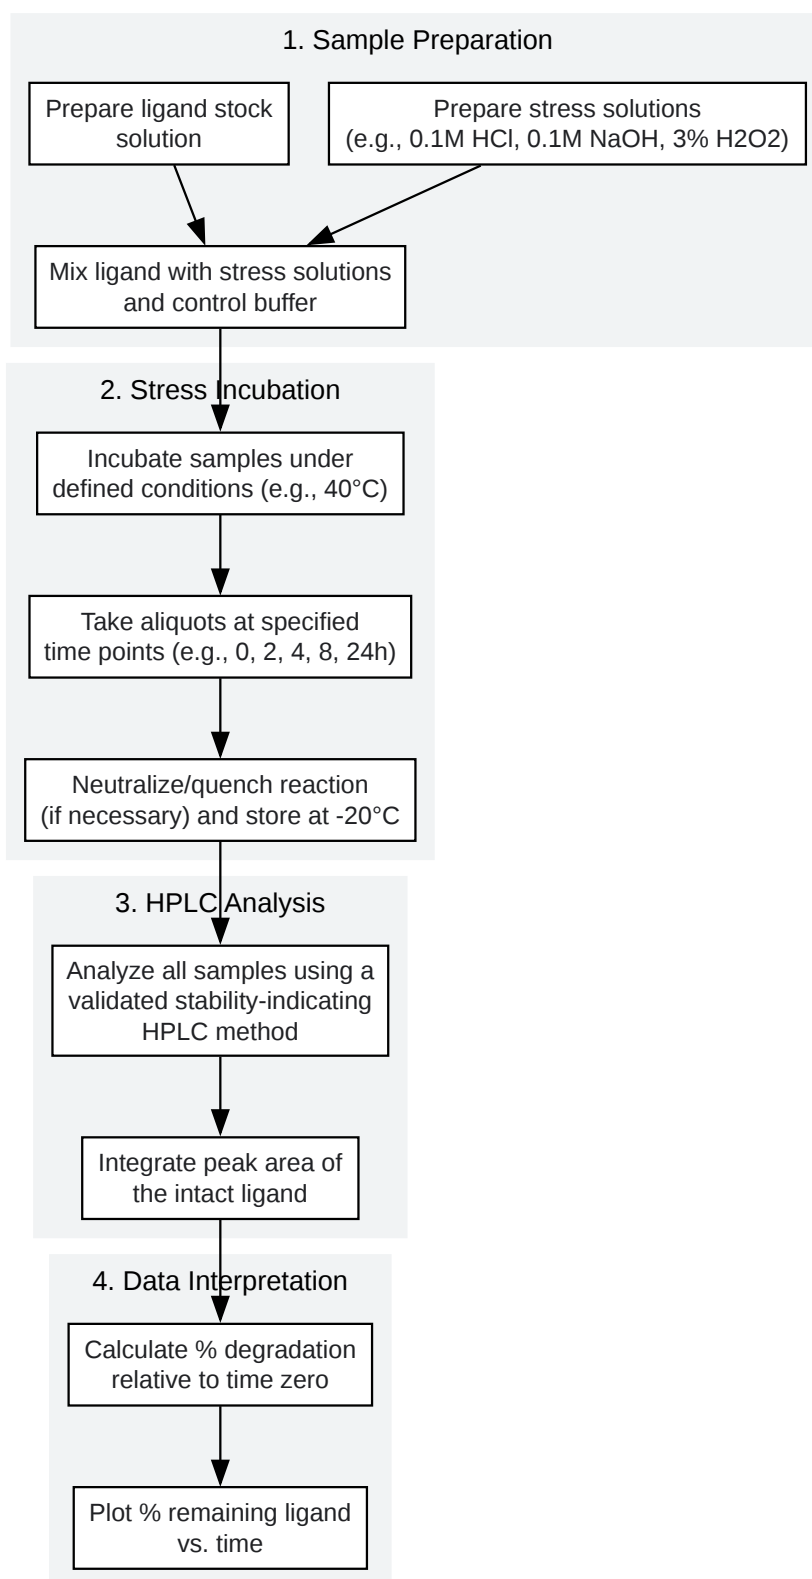 1. Sample Preparation
Prepare ligand stock
solution
Prepare stress solutions
(e.g., 0.1M HCl, 0.1M NaOH, 3% H2O2)
Mix ligand with stress solutions
and control buffer
2. Stress Incubation
Incubate samples under
defined conditions (e.g., 40°C)
Take aliquots at specified
time points (e.g., 0, 2, 4, 8, 24h)
Neutralize/quench reaction
(if necessary) and store at -20°C
3. HPLC Analysis
Analyze all samples using a
validated stability-indicating
HPLC method
Integrate peak area of
the intact ligand
4. Data Interpretation
Calculate % degradation
relative to time zero
Plot % remaining ligand
vs. time